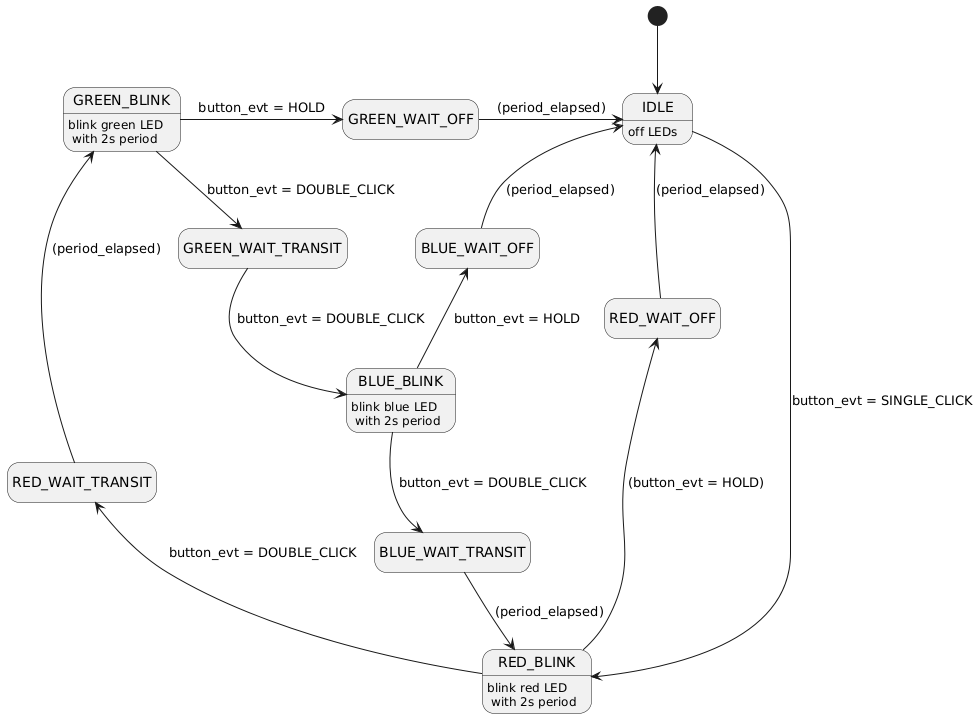 GREEN_BLINK
blink green LED
with 2s period
button_evt = HOLD
GREEN_WAIT_OFF
(period_elapsed)
IDLE
off LEDs
button_evt = DOUBLE_CLICK
(period_elapsed)
(period_elapsed)
(period_elapsed)
GREEN_WAIT_TRANSIT
BLUE_WAIT_OFF
button_evt = DOUBLE_CLICK
button_evt = HOLD
RED_WAIT_OFF
BLUE_BLINK
blink blue LED
with 2s period
button_evt = SINGLE_CLICK
RED_WAIT_TRANSIT
button_evt = DOUBLE_CLICK
(button_evt = HOLD)
button_evt = DOUBLE_CLICK
BLUE_WAIT_TRANSIT
(period_elapsed)
RED_BLINK
blink red LED
with 2s period